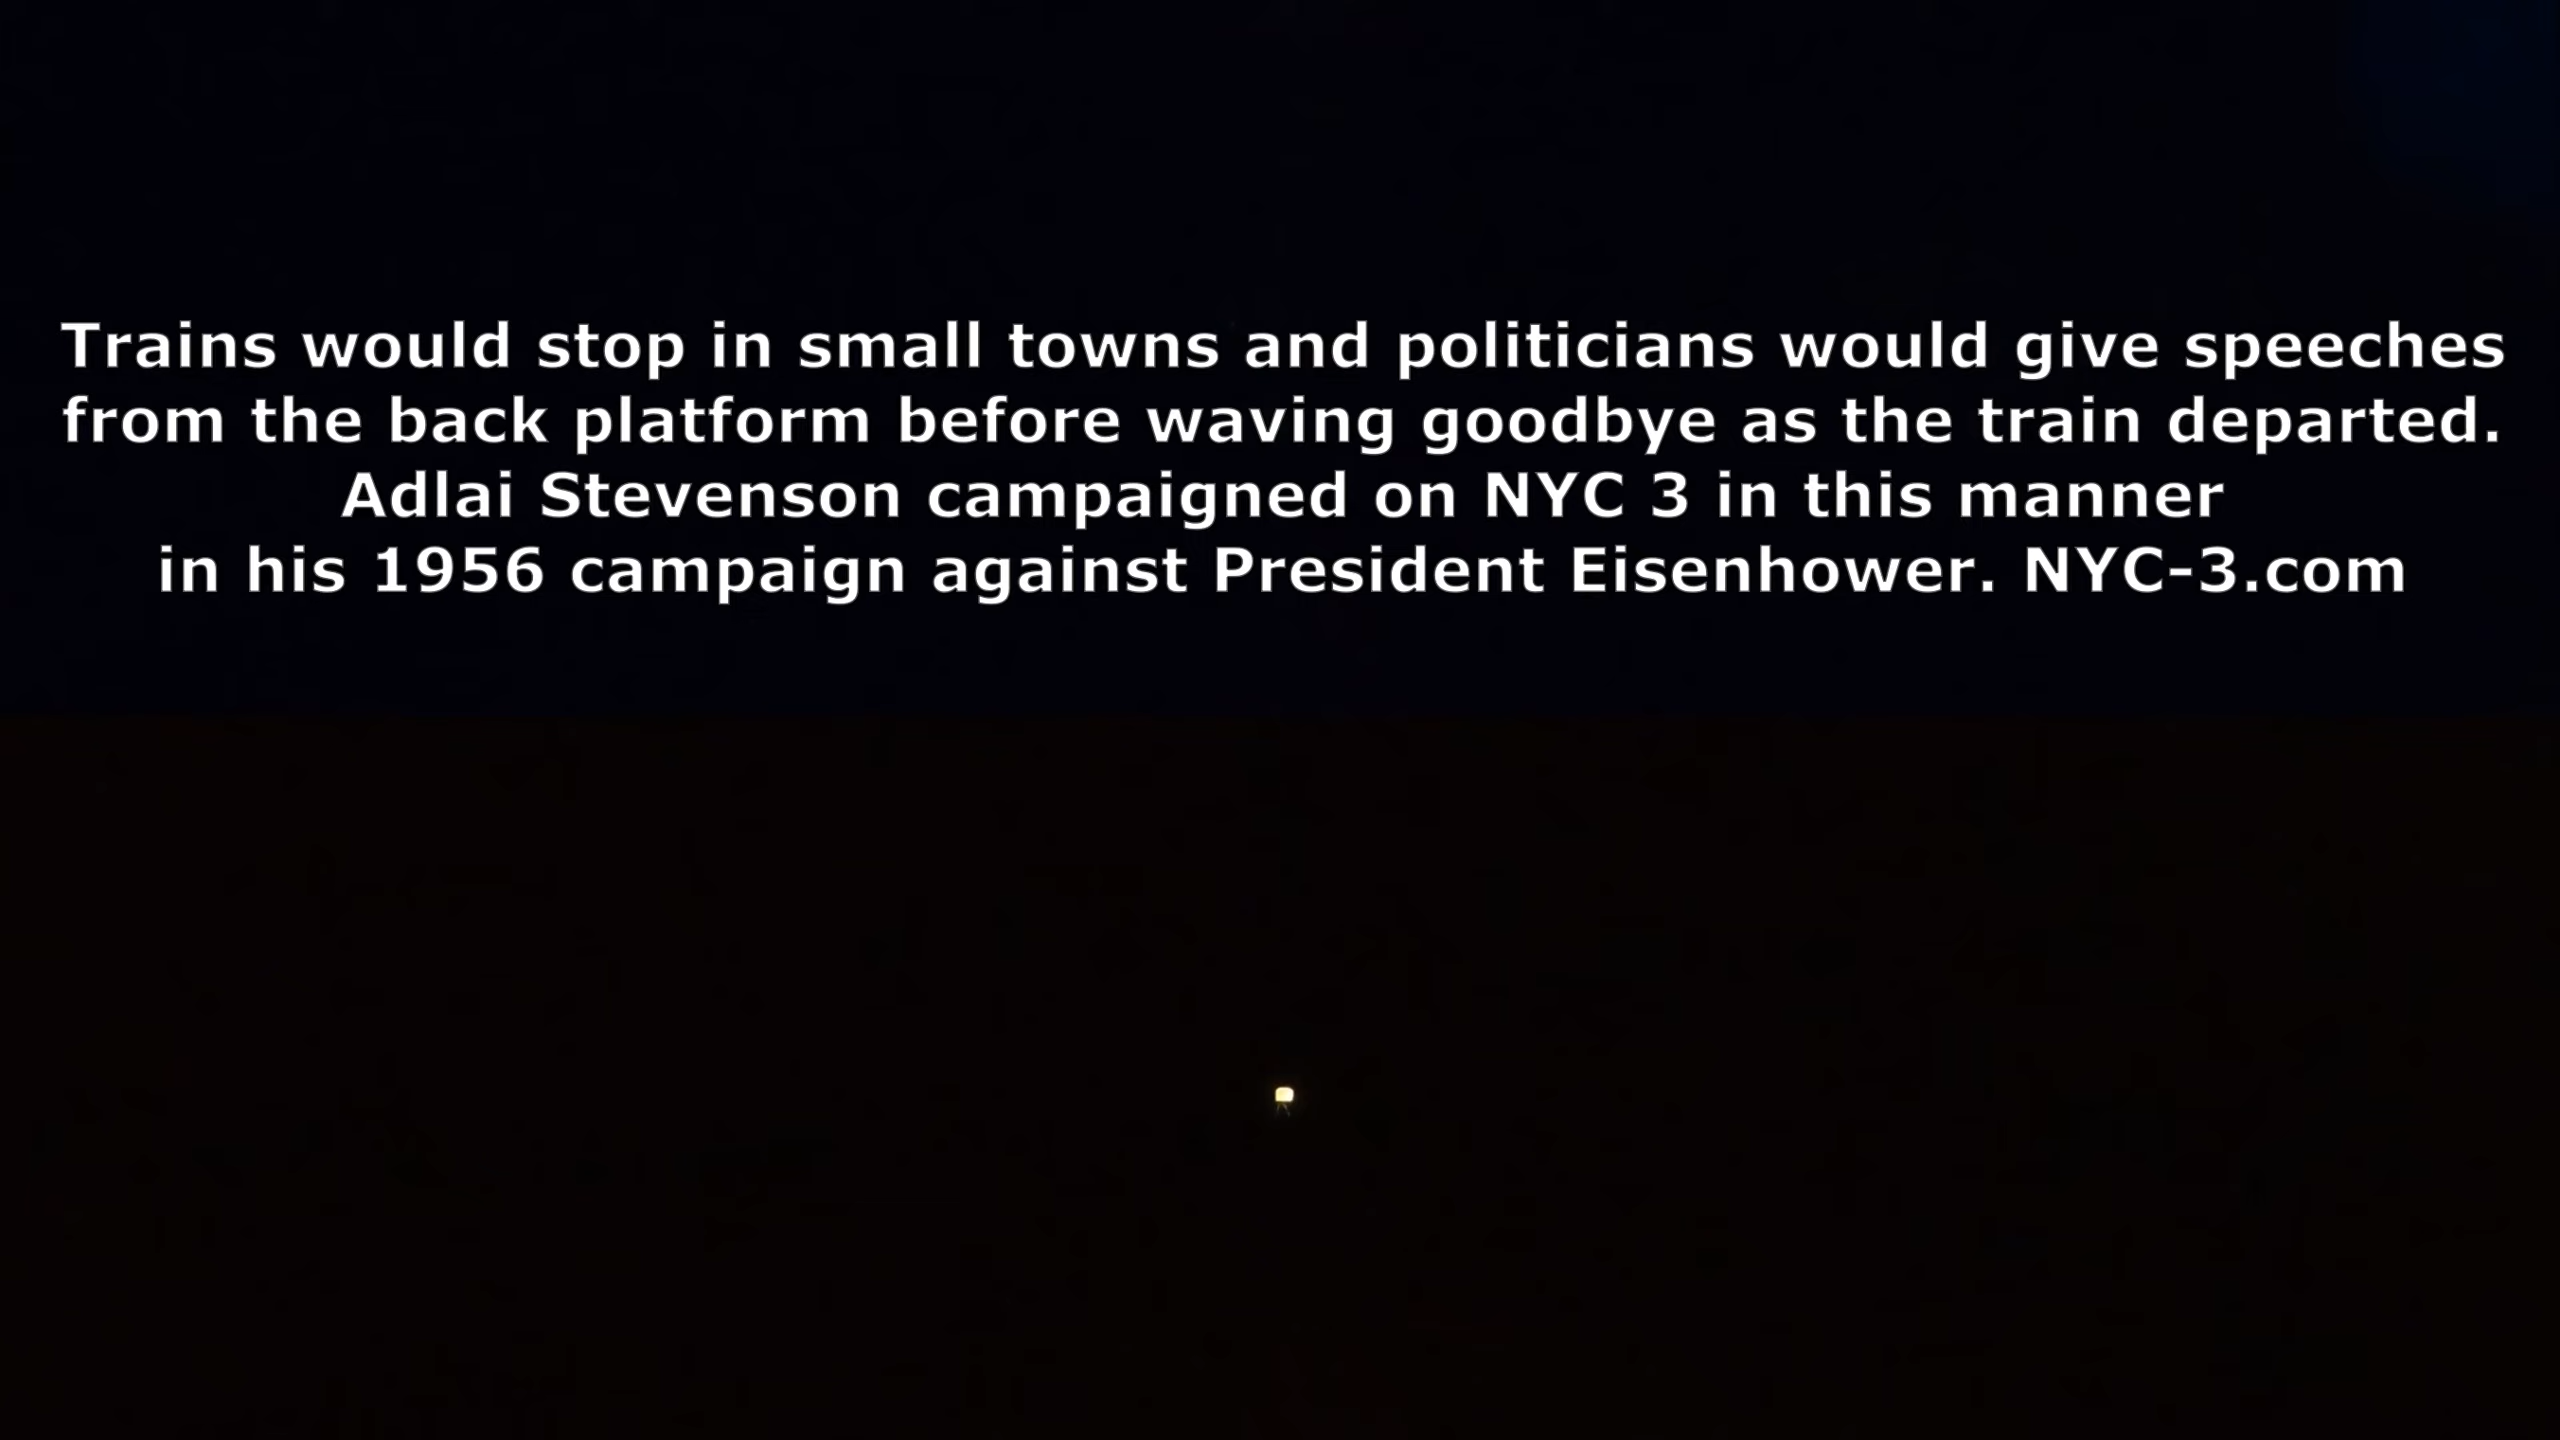 Trains would stop in small towns and politicians would give speeches
from the back platform before waving goodbye as the train departed.
Adlai Stevenson campaigned on NYC 3 in this manner
in his 1956 campaign against President Eisenhower. NYC-3.com